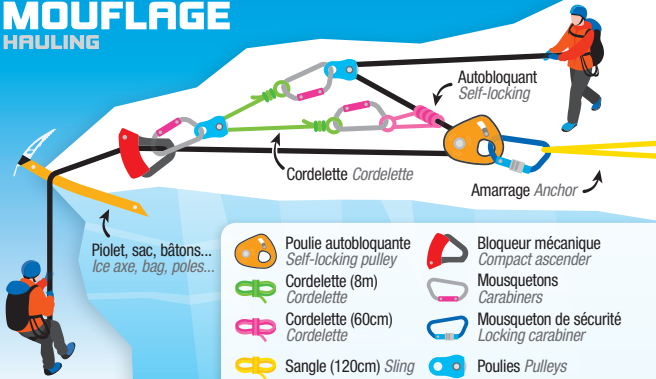 MOUFLAGE
HAULING
Autobloquant
Self-locking
Cordelette Cordelette
Amarrage Anchor
Piolet, sac, bâtons...
Ice axe, bag, poles...
Poulie autobloquante
Self-locking pulley
Bloqueur mécanique
Compact ascender
Cordelette (8m)
Cordelette
Mousquetons
Carabiners
Cordelette (60cm)
Cordelette
Mousqueton de sécurité
Locking carabiner
Sangle (120cm) Sling
Poulies Pulleys